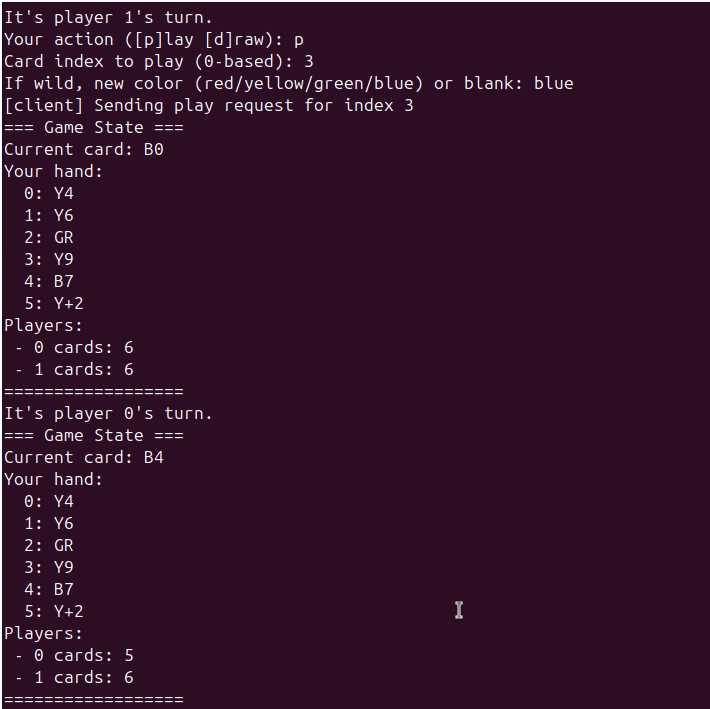 It's player 1's turn.
Your action ([p]lay [d]raw): p
Card index to play (0-based): 3
If wild, new color (red/yellow/green/blue) or blank: blue
[client] Sending play request for index 3
=== Game State ===
Current card: B0
Your hand:
  0: Y4
  1: Y6
  2: GR
  3: Y9
  4: B7
  5: Y+2
Players:
 - 0 cards: 6
 - 1 cards: 6
==================
It's player 0's turn.
=== Game State ===
Current card: B4
Your hand:
  0: Y4
  1: Y6
  2: GR
  3: Y9
  4: B7
  5: Y+2
Players:
 - 0 cards: 5
 - 1 cards: 6
==================